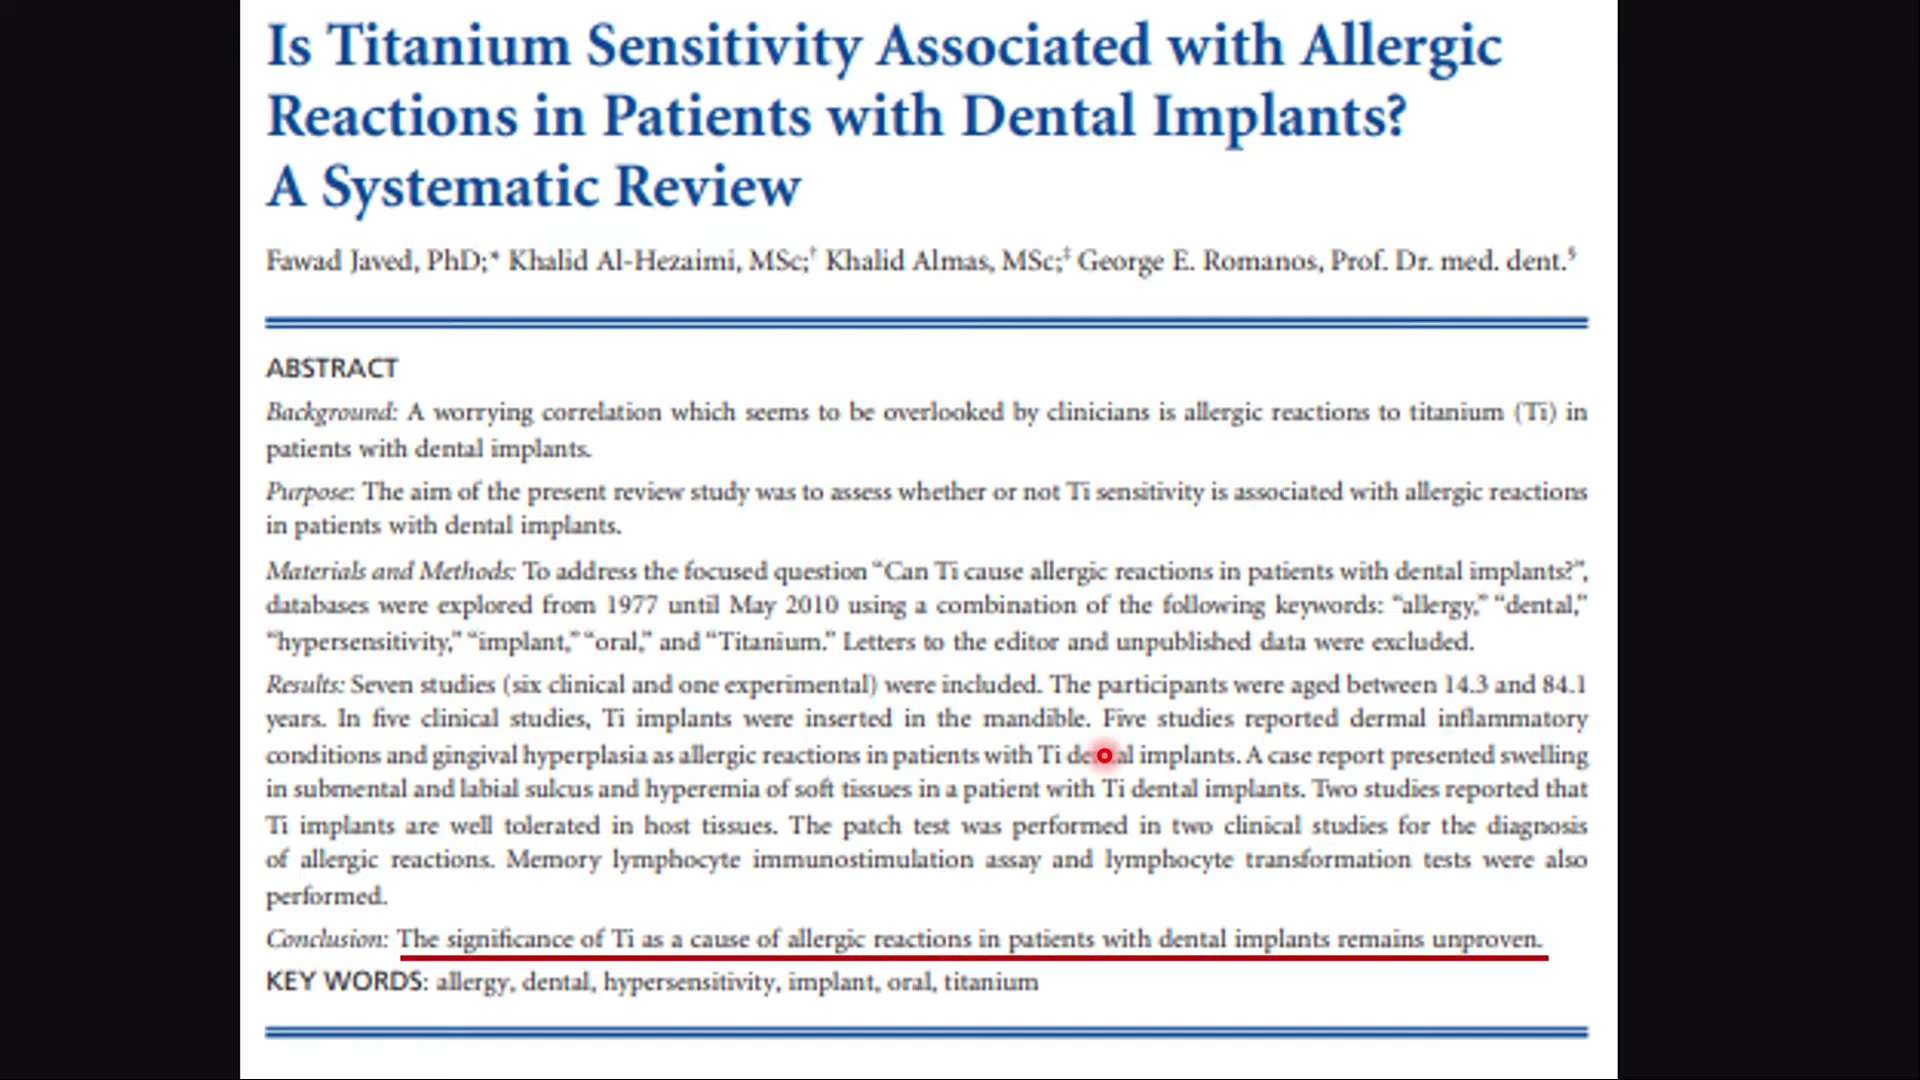 Is Titanium Sensitivity Associated with Allergic
Reactions in Patients with Dental Implants?
A Systematic Review
Fawad Javed, PhD;* Khalid Al-Hezaimi, MSc;† Khalid Almas, MSc;‡ George E. Romanos, Prof. Dr. med. dent.§
ABSTRACT
Background: A worrying correlation which seems to be overlooked by clinicians is allergic reactions to titanium (Ti) in
patients with dental implants.
Purpose: The aim of the present review study was to assess whether or not Ti sensitivity is associated with allergic reactions
in patients with dental implants.
Materials and Methods: To address the focused question “Can Ti cause allergic reactions in patients with dental implants?”,
databases were explored from 1977 until May 2010 using a combination of the following keywords: “allergy,” “dental,”
“hypersensitivity,” “implant,” “oral,” and “Titanium.” Letters to the editor and unpublished data were excluded.
Results: Seven studies (six clinical and one experimental) were included. The participants were aged between 14.3 and 84.1
years. In five clinical studies, Ti implants were inserted in the mandible. Five studies reported dermal inflammatory
conditions and gingival hyperplasia as allergic reactions in patients with Ti dental implants. A case report presented swelling
in submental and labial sulcus and hyperemia of soft tissues in a patient with Ti dental implants. Two studies reported that
Ti implants are well tolerated in host tissues. The patch test was performed in two clinical studies for the diagnosis
of allergic reactions. Memory lymphocyte immunostimulation assay and lymphocyte transformation tests were also
performed.
Conclusion: The significance of Ti as a cause of allergic reactions in patients with dental implants remains unproven.
KEY WORDS: allergy, dental, hypersensitivity, implant, oral, titanium